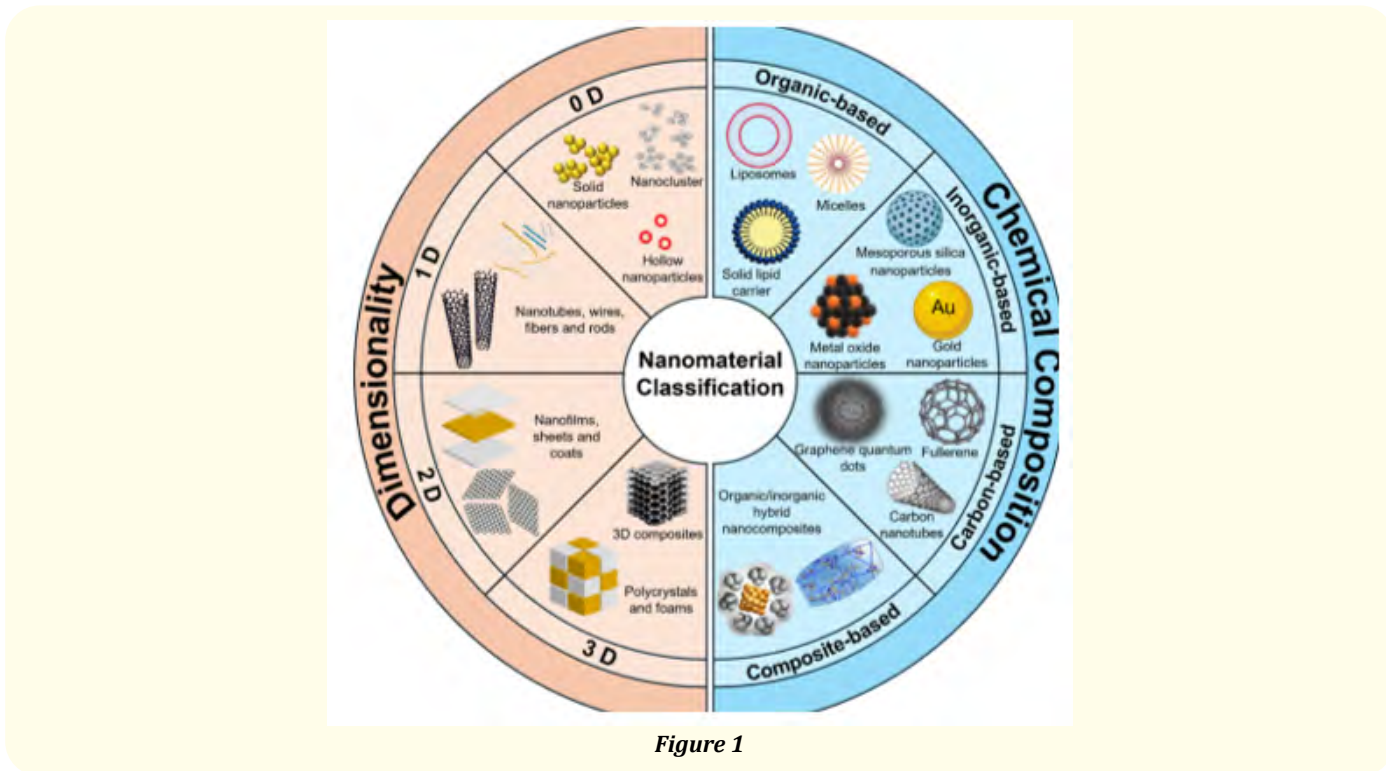 Dimensionality
0 D
Solid
nanoparticles
Nanocluster
Hollow
nanoparticles
1 D
Nanotubes, wires,
fibers and rods
2 D
Nanofilms,
sheets and
coats
3 D
3D composites
Polycrystals
and foams
Nanomaterial
Classification
Chemical Composition
Organic-based
Liposomes
Micelles
Solid lipid
carrier
Inorganic-based
Mesoporous silica
nanoparticles
Metal oxide
nanoparticles
Au
Gold
nanoparticles
Carbon-based
Graphene quantum
dots
Fullerene
Carbon
nanotubes
Composite-based
Organic/inorganic
hybrid
nanocomposites
Figure 1